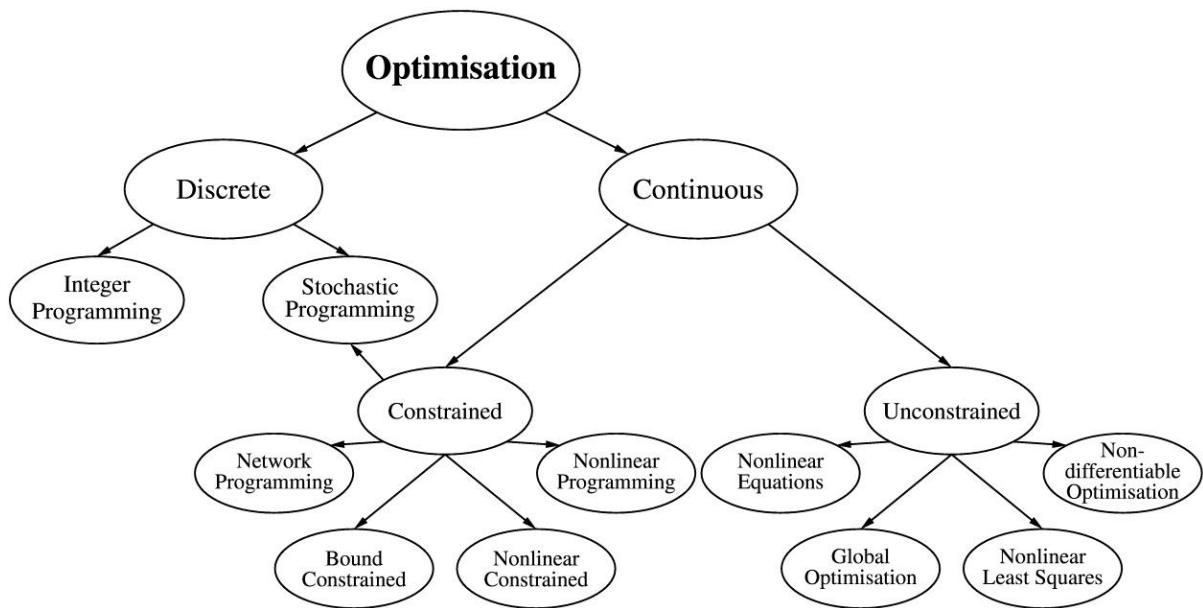 Optimisation
Discrete
Continuous
Integer
Programming
Stochastic
Programming
Constrained
Unconstrained
Network
Programming
Nonlinear
Programming
Nonlinear
Equations
Non-
differentiable
Optimisation
Bound
Constrained
Nonlinear
Constrained
Global
Optimisation
Nonlinear
Least Squares